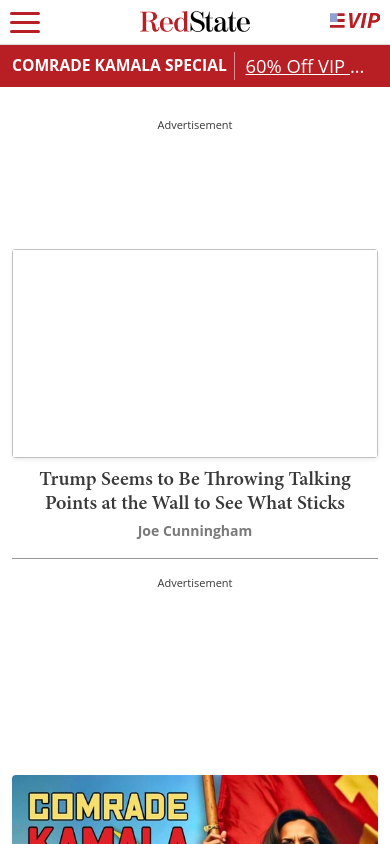 RedState
VIP
COMRADE KAMALA SPECIAL
60% Off VIP ...
Advertisement
Trump Seems to Be Throwing Talking
Points at the Wall to See What Sticks
Joe Cunningham
Advertisement
COMRADE
KAMALA